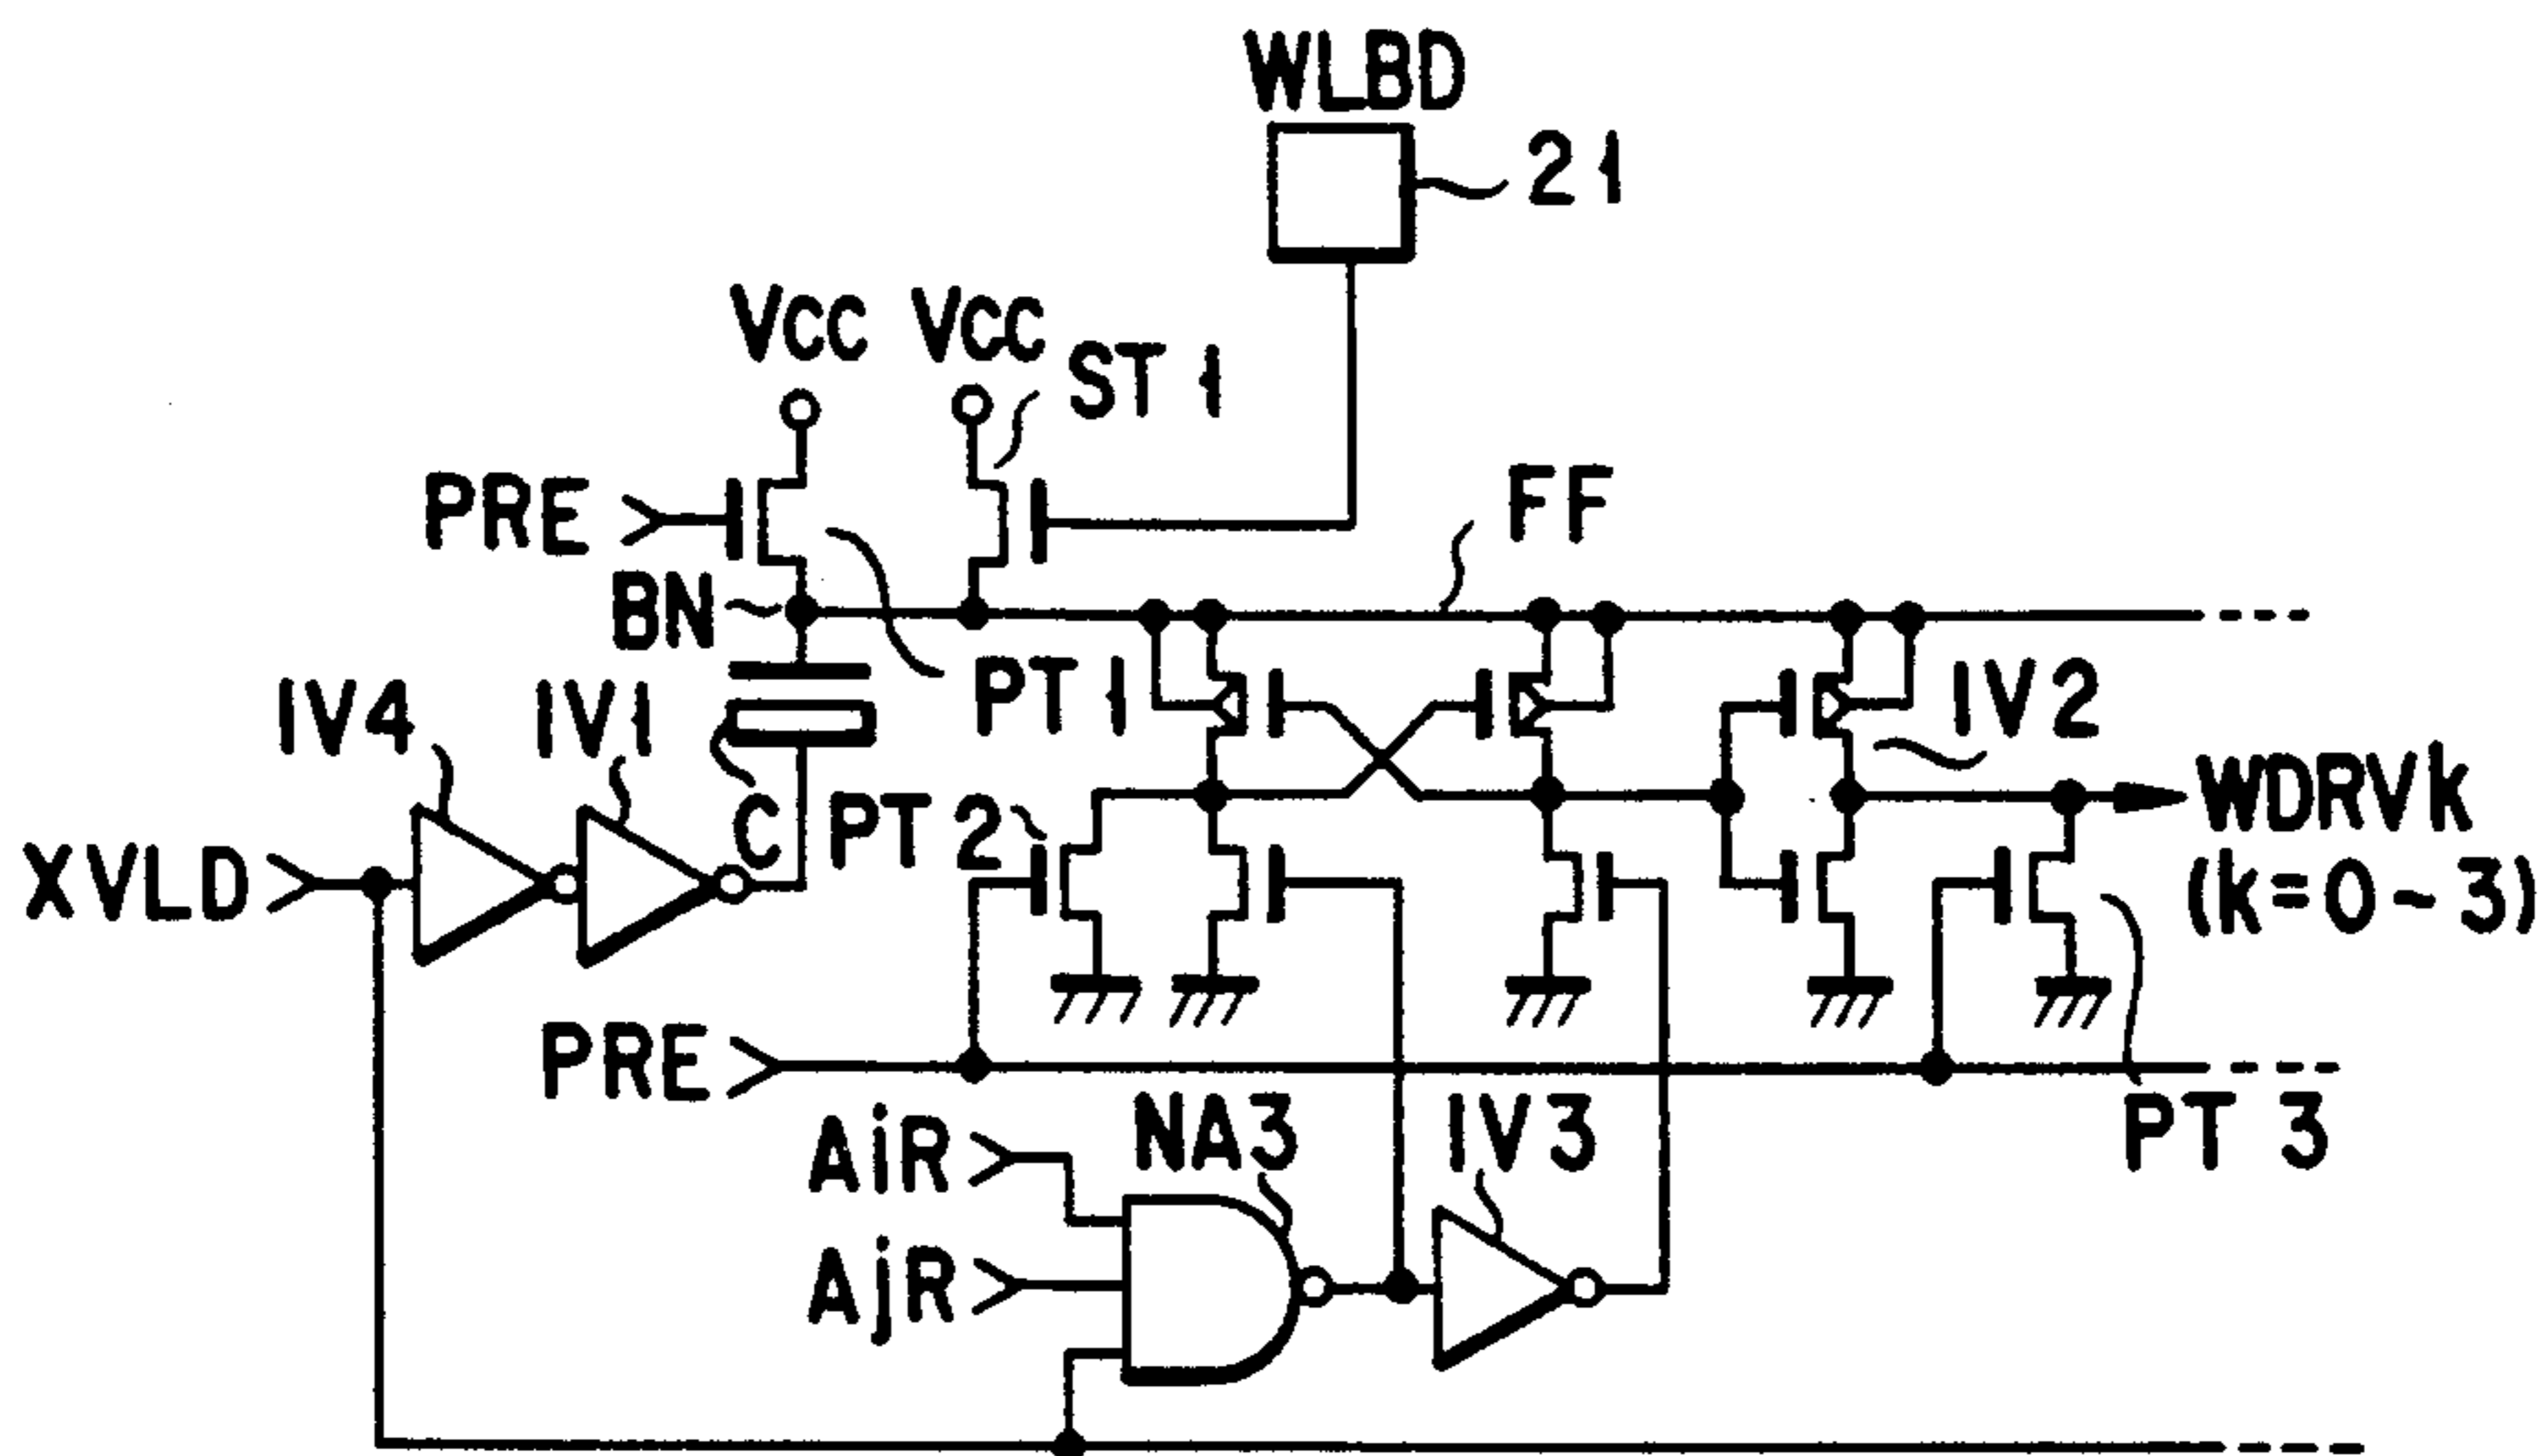 WLBD
21
VCC VCC
ST1
PRE
FF
BN
PT1
IV4
IV1
IV2
C
PT2
WDRVk
(k=0-3)
XVLD
PRE
AiR
NA3
IV3
PT3
AjR